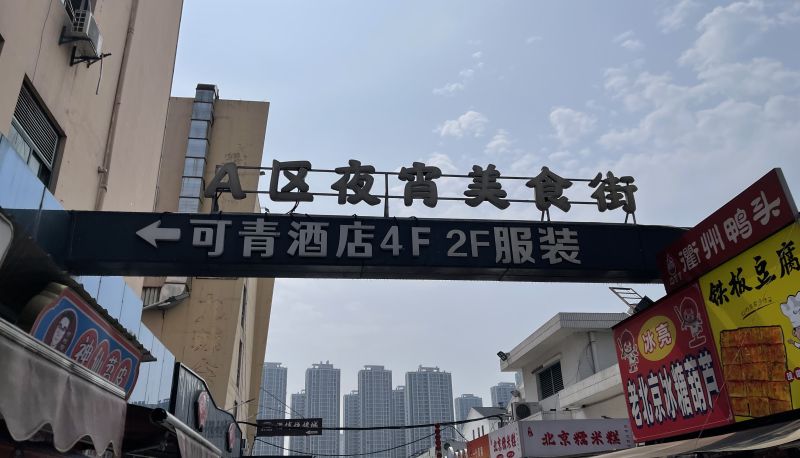 A区夜宵美食街
←可青酒店4F 2F服装
衢州鸭头
铁板豆腐
冰亮
老北京冰糖葫芦
北京糯米糕